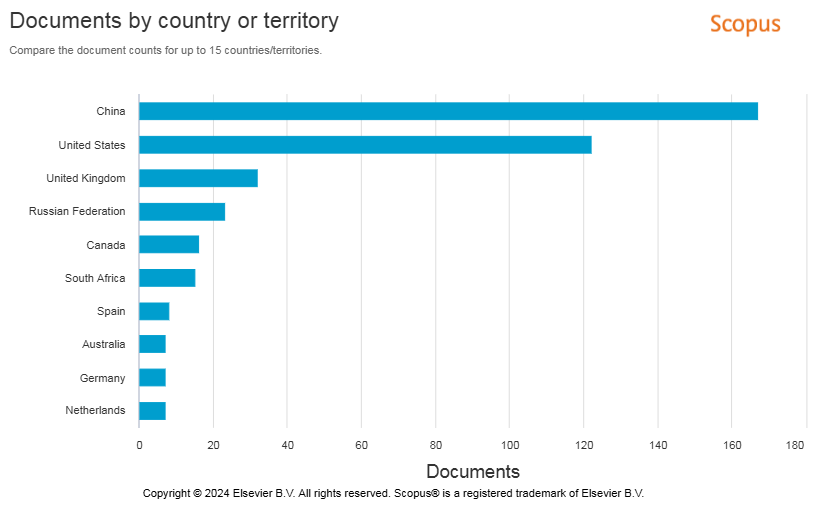 Documents by country or territory
Scopus
Compare the document counts for up to 15 countries/territories.
China
United States
United Kingdom
Russian Federation
Canada
South Africa
Spain
Australia
Germany
Netherlands
0 20 40 60 80 100 120 140 160 180
Documents
Copyright © 2024 Elsevier B.V. All rights reserved. Scopus® is a registered trademark of Elsevier B.V.